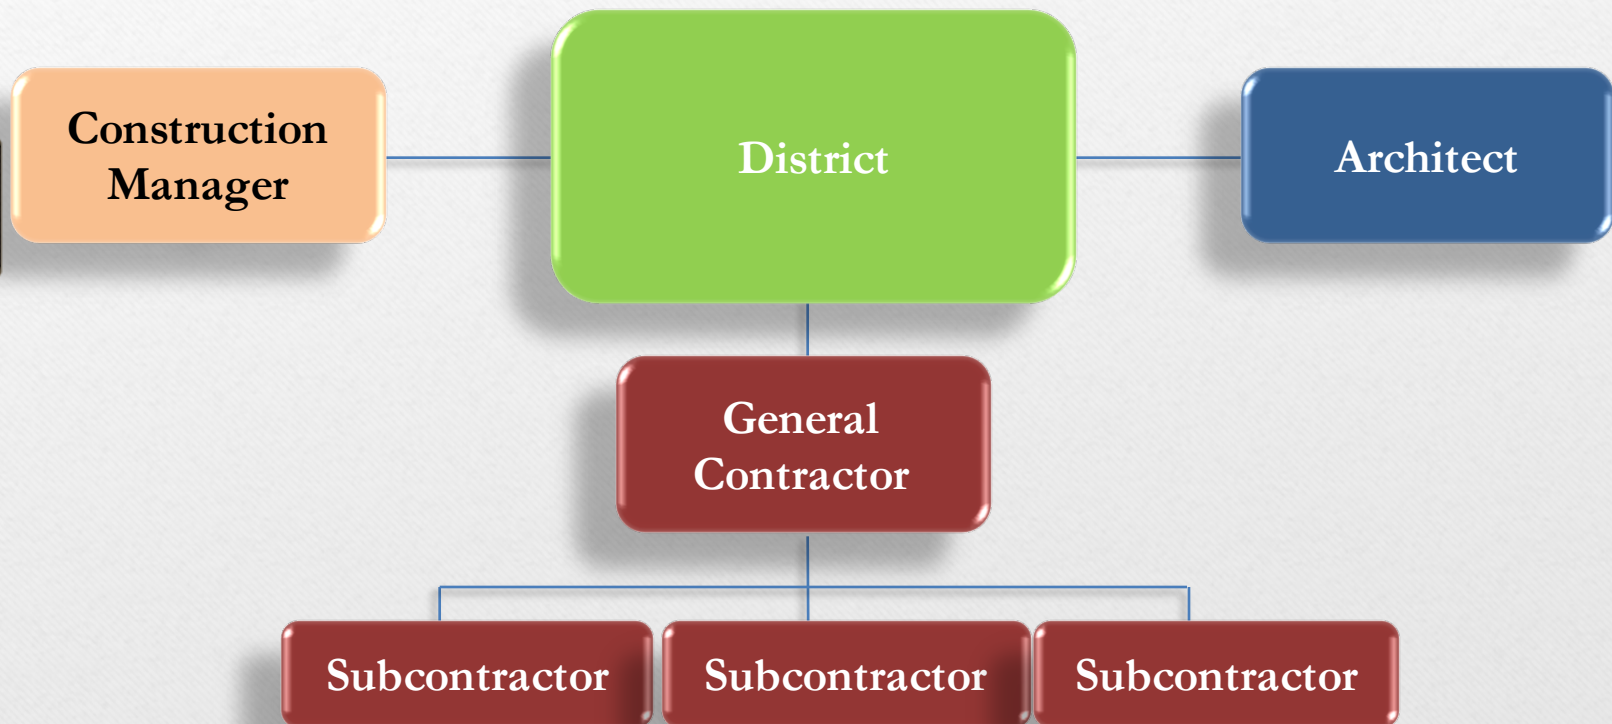 Construction
Manager
District
Architect
General
Contractor
Subcontractor
Subcontractor
Subcontractor